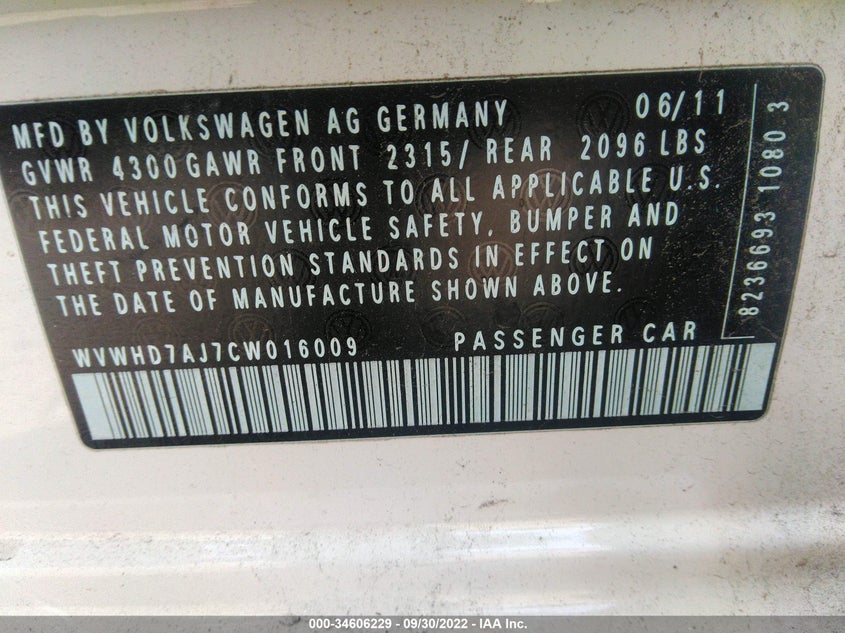 MFD BY VOLKSWAGEN AG GERMANY 06/11
GVWR 4300 GAWR FRONT 2315/ REAR 2096 LBS
THIS VEHICLE CONFORMS TO ALL APPLICABLE U.S.
FEDERAL MOTOR VEHICLE SAFETY, BUMPER AND
THEFT PREVENTION STANDARDS IN EFFECT ON
THE DATE OF MANUFACTURE SHOWN ABOVE.
WVWHD7AJ7CW016009 PASSENGER CAR
8236693 1080 3
000-34606229 - 09/30/2022 - IAA Inc.